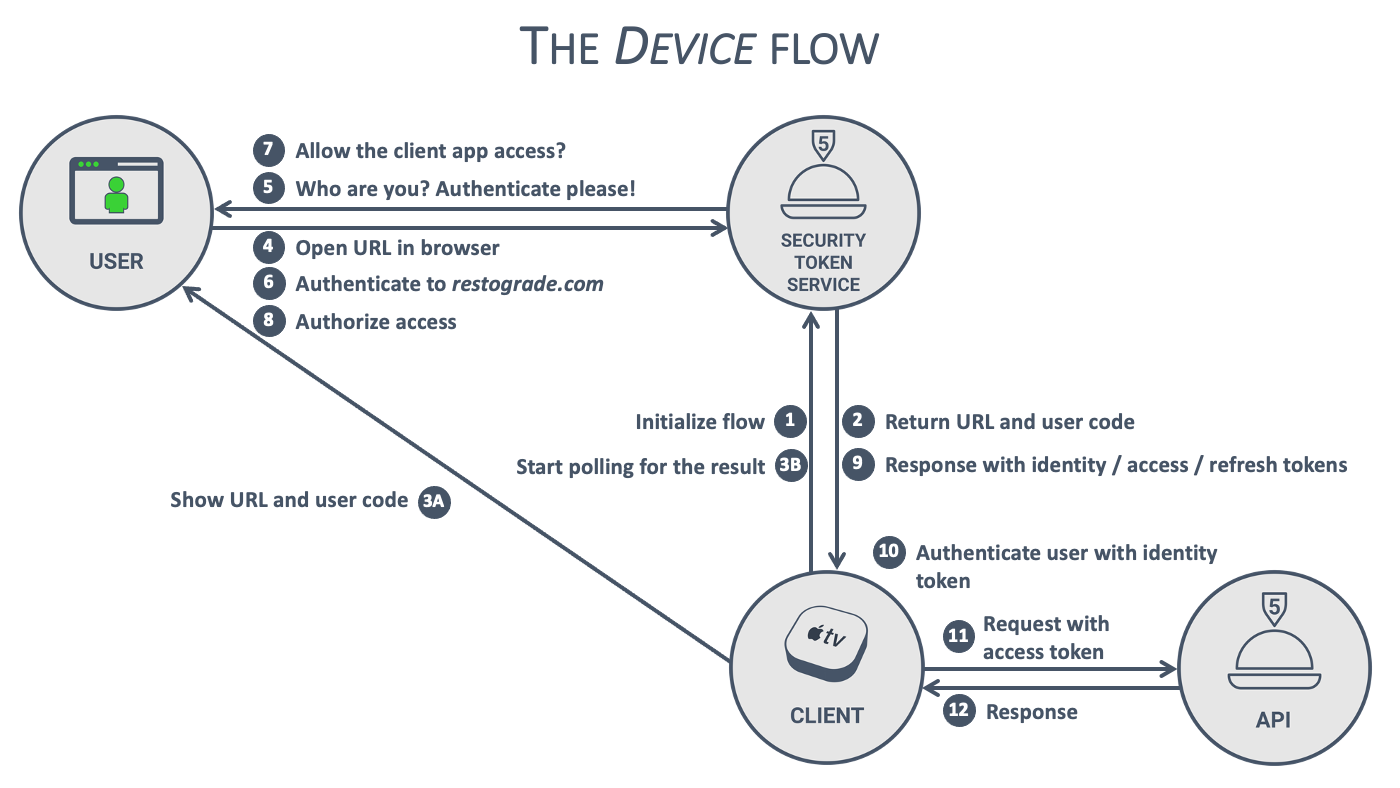 THE DEVICE FLOW
7 Allow the client app access?
5 Who are you? Authenticate please!
4 Open URL in browser
6 Authenticate to restograde.com
8 Authorize access
USER
5
SECURITY
TOKEN
SERVICE
Initialize flow 1
2 Return URL and user code
Start polling for the result 3B
9 Response with identity / access / refresh tokens
Show URL and user code 3A
10 Authenticate user with identity
token
11 Request with
access token
12 Response
tv
CLIENT
5
API